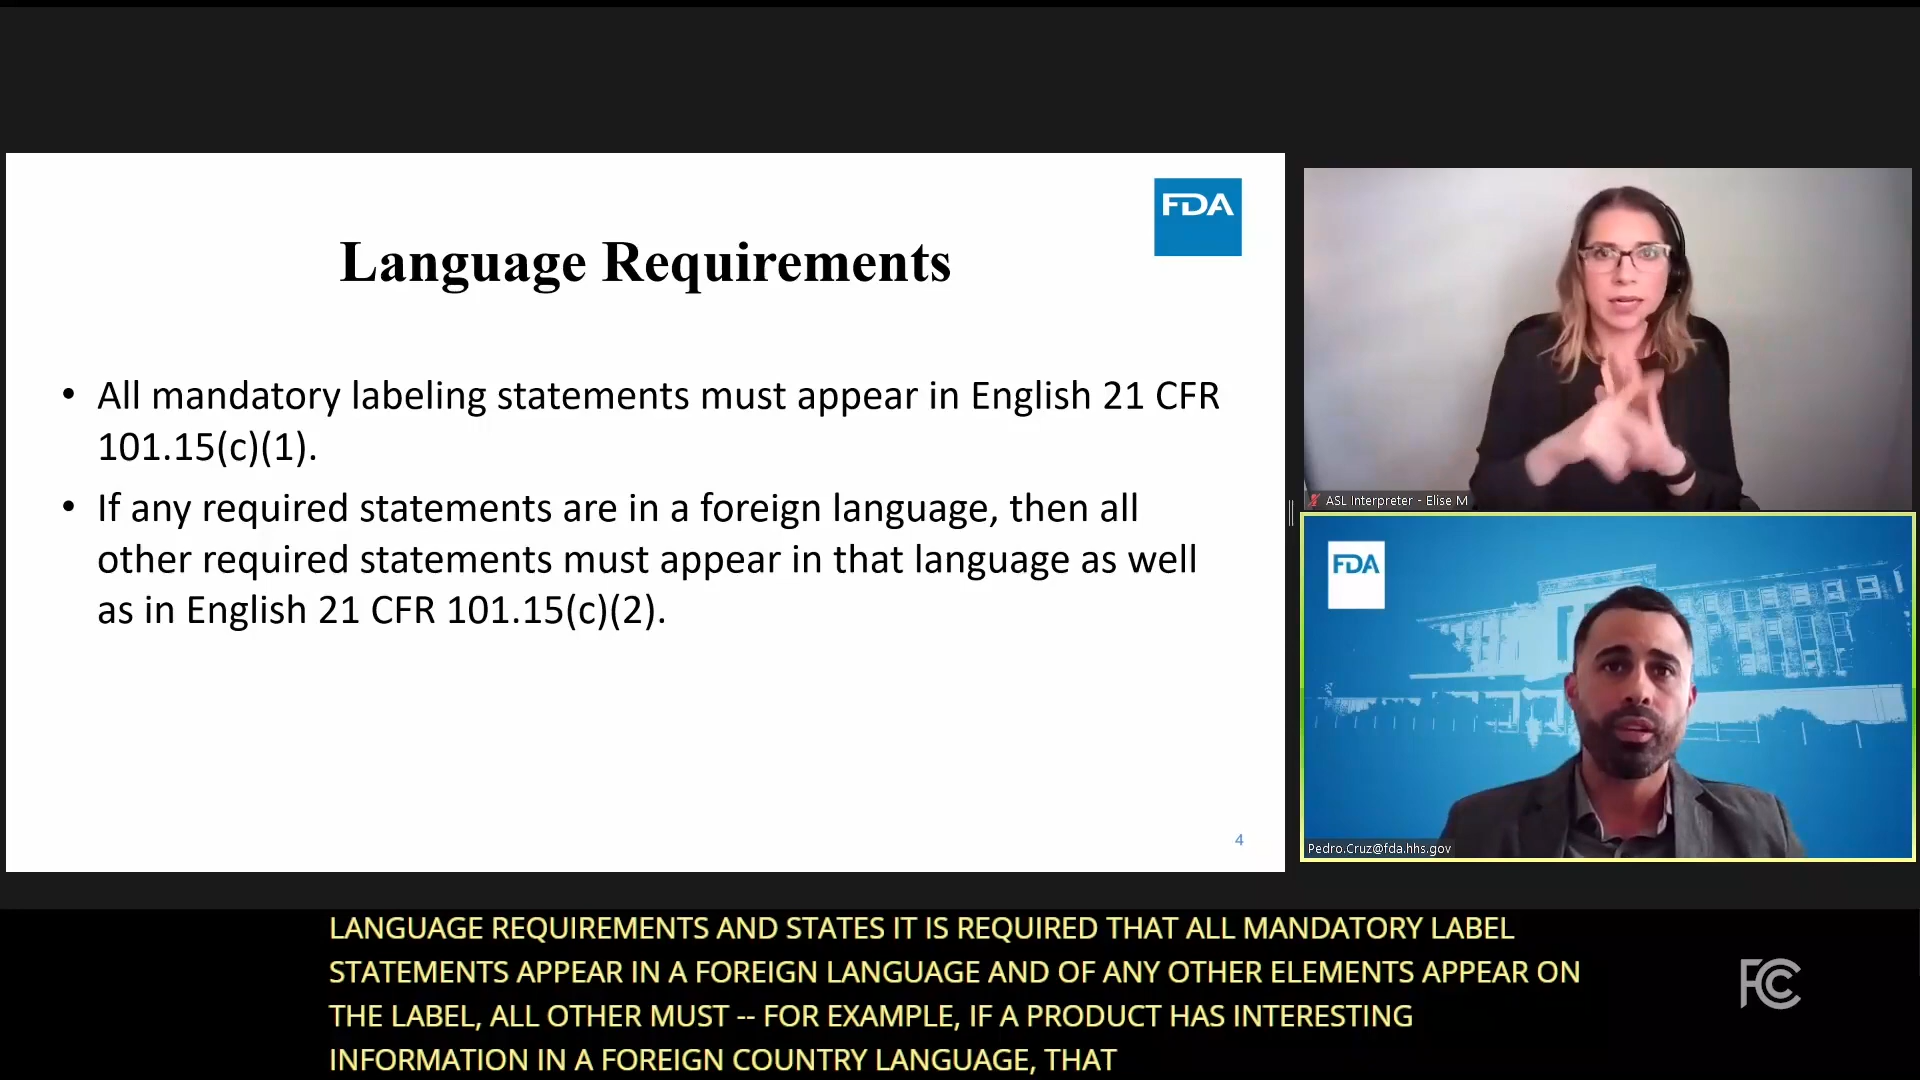 FDA
Language Requirements
• All mandatory labeling statements must appear in English 21 CFR
101.15(c)(1).
• If any required statements are in a foreign language, then all
other required statements must appear in that language as well
as in English 21 CFR 101.15(c)(2).
4
ASL Interpreter - Elise M
FDA
Pedro.Cruz@fda.hhs.gov
LANGUAGE REQUIREMENTS AND STATES IT IS REQUIRED THAT ALL MANDATORY LABEL
STATEMENTS APPEAR IN A FOREIGN LANGUAGE AND OF ANY OTHER ELEMENTS APPEAR ON
THE LABEL, ALL OTHER MUST -- FOR EXAMPLE, IF A PRODUCT HAS INTERESTING
INFORMATION IN A FOREIGN COUNTRY LANGUAGE, THAT
FCC